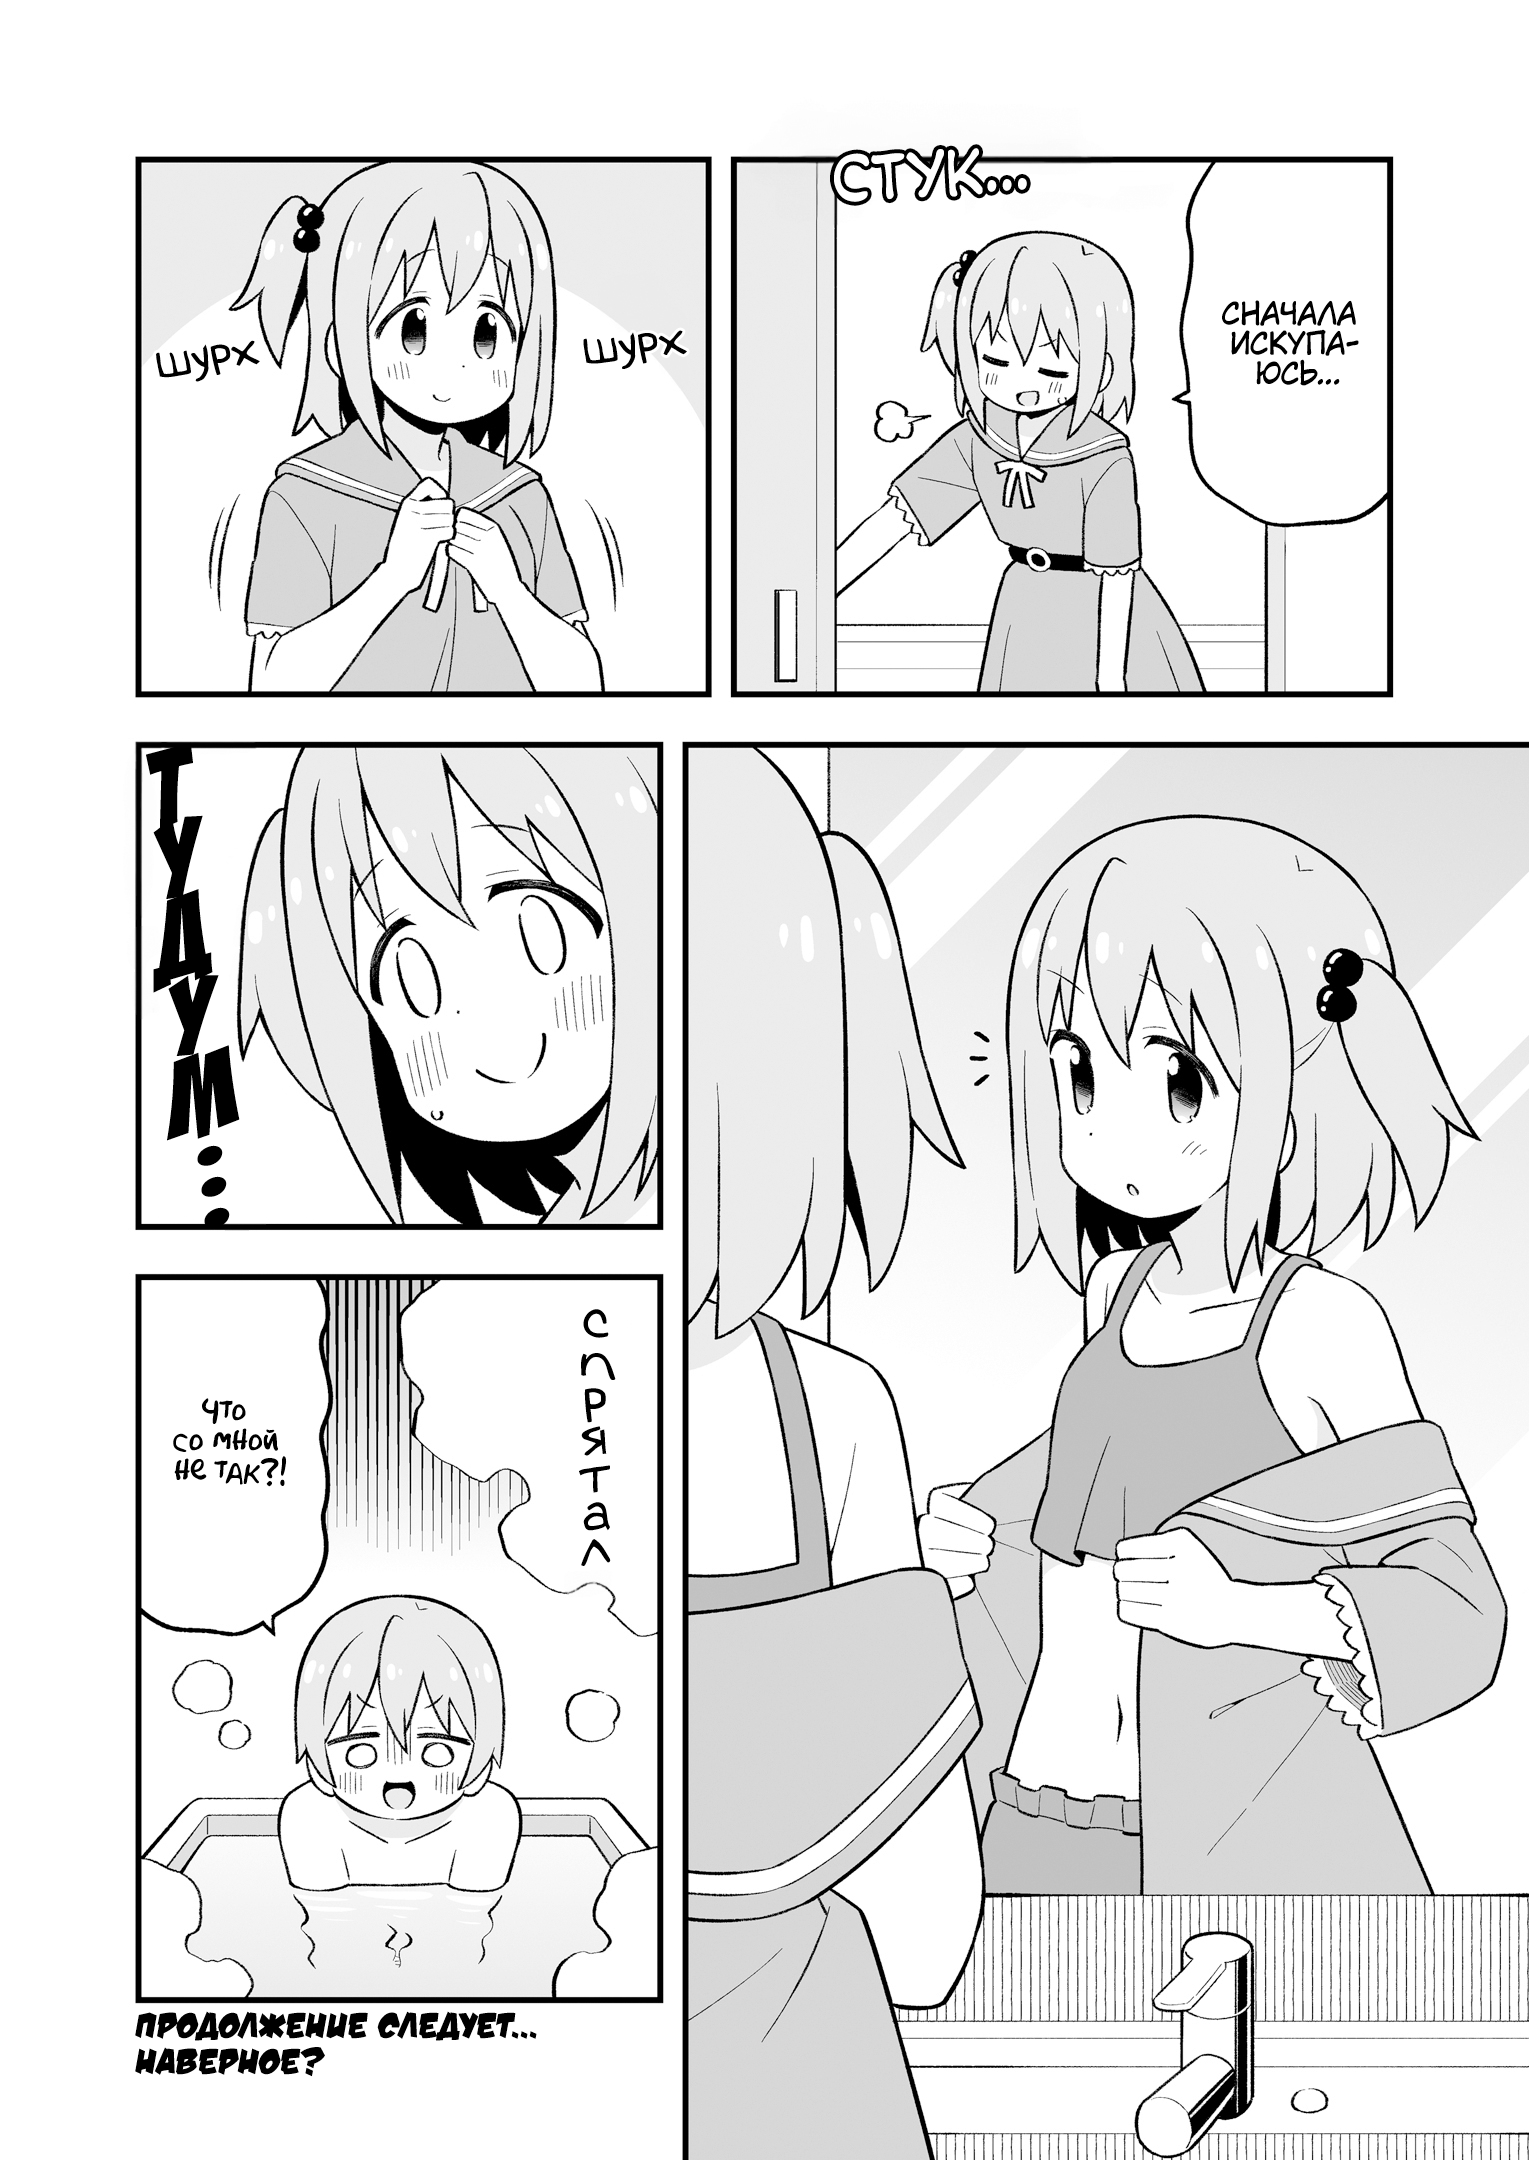 СТУК...
СНАЧАЛА
ИСКУПА-
ЮСЬ...
ШУРХ
ШУРХ
ТУДУМ...
СПРЯТАЛ
ЧТО
СО МНОЙ
НЕ ТАК?!
ПРОДОЛЖЕНИЕ СЛЕДУЕТ...
НАВЕРНОЕ?